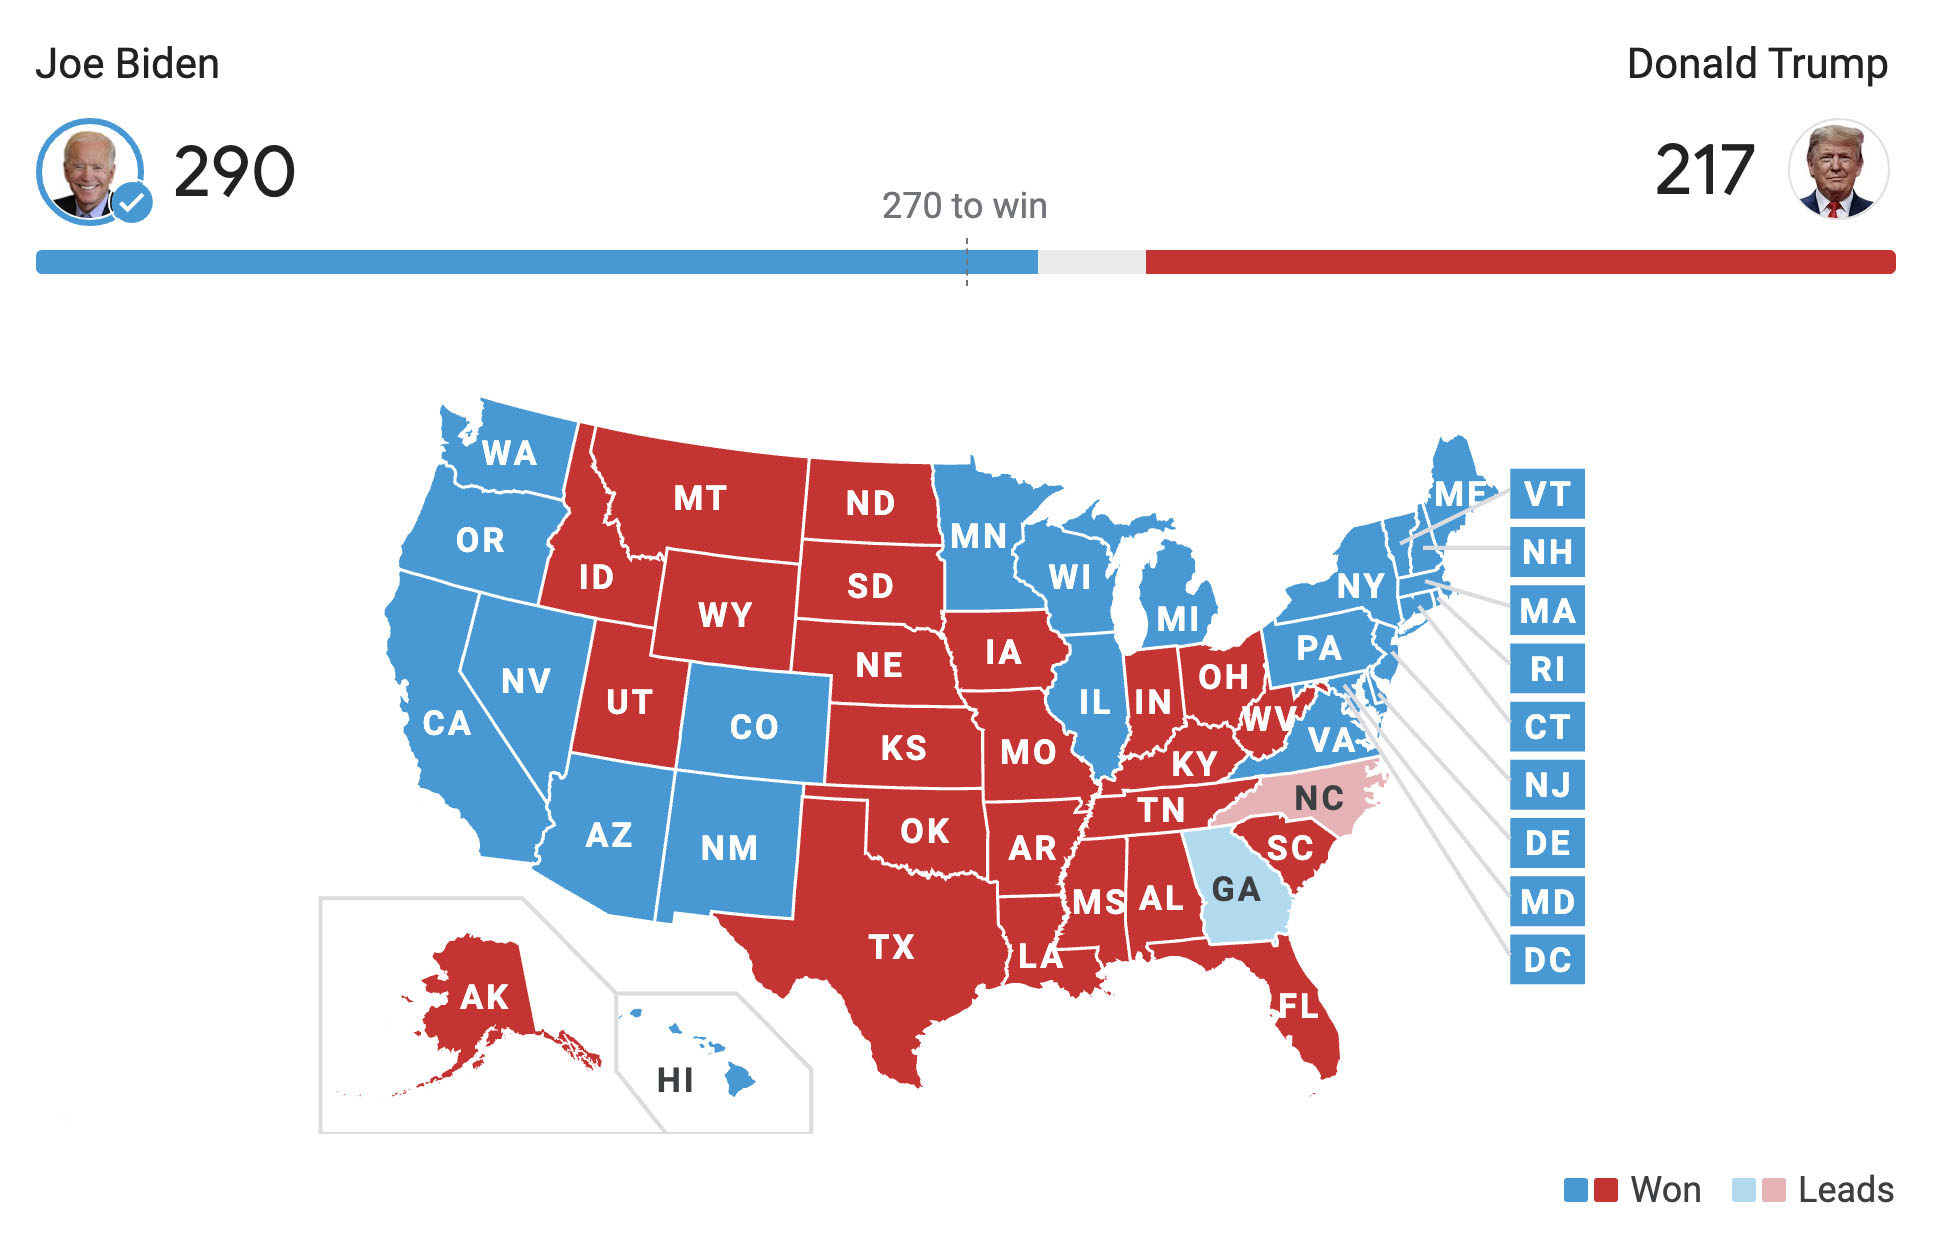 Joe Biden
Donald Trump
290
217
270 to win
WA
MT
ND
MN
ME
VT
OR
ID
SD
WI
NY
NH
WY
MI
MA
NV
UT
NE
IA
PA
RI
CA
CO
IL
IN
OH
WV
VA
CT
KS
MO
KY
NC
NJ
AZ
NM
OK
AR
TN
SC
DE
TX
LA
MS
AL
GA
MD
FL
DC
AK
HI
Won
Leads